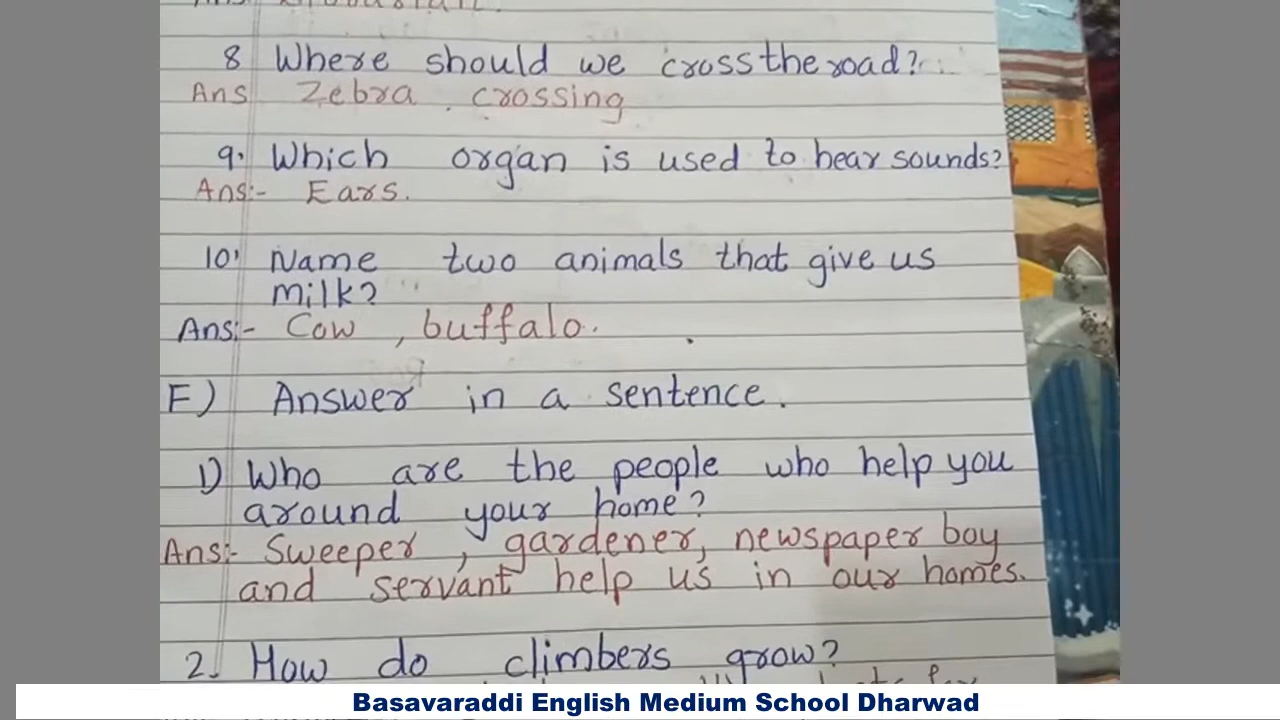 8 Where should we cross the road?
Ans Zebra crossing
9. Which organ is used to hear sounds?
Ans:- Ears.
10. Name two animals that give us
milk?
Ans:- Cow, buffalo.
F) Answer in a sentence.
1) Who are the people who help you
around your home?
Ans:- Sweeper, gardener, newspaper boy
and servant help us in our homes.
2. How do climbers grow?
Basavaraddi English Medium School Dharwad